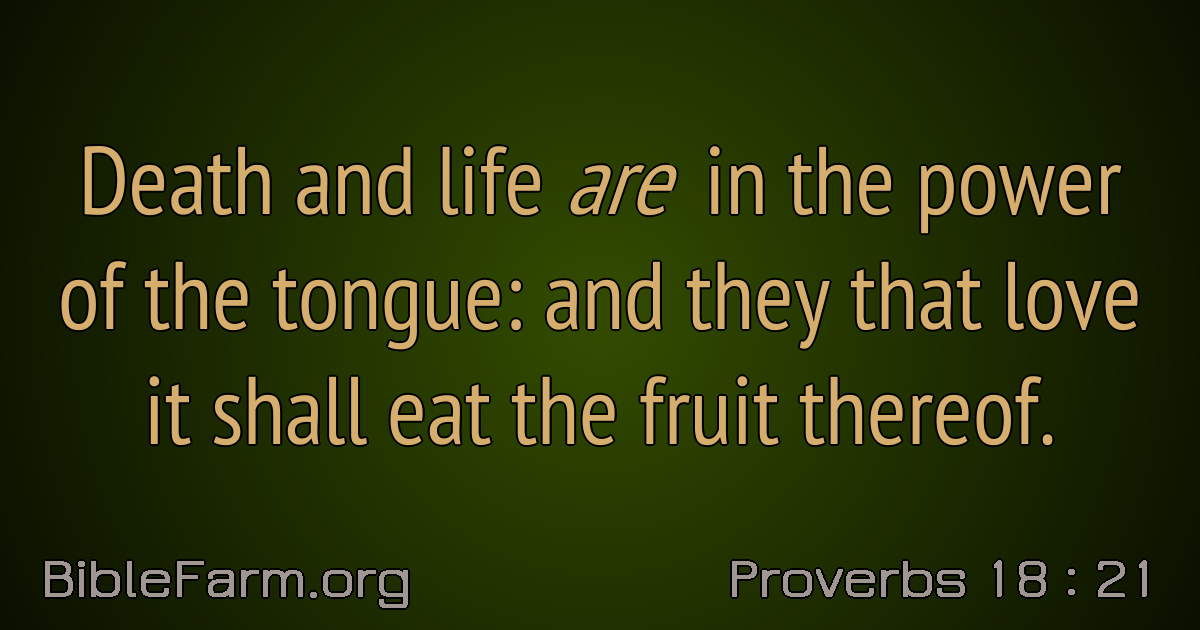 Death and life are in the power
of the tongue: and they that love
it shall eat the fruit thereof.
BibleFarm.org
Proverbs 18 : 21